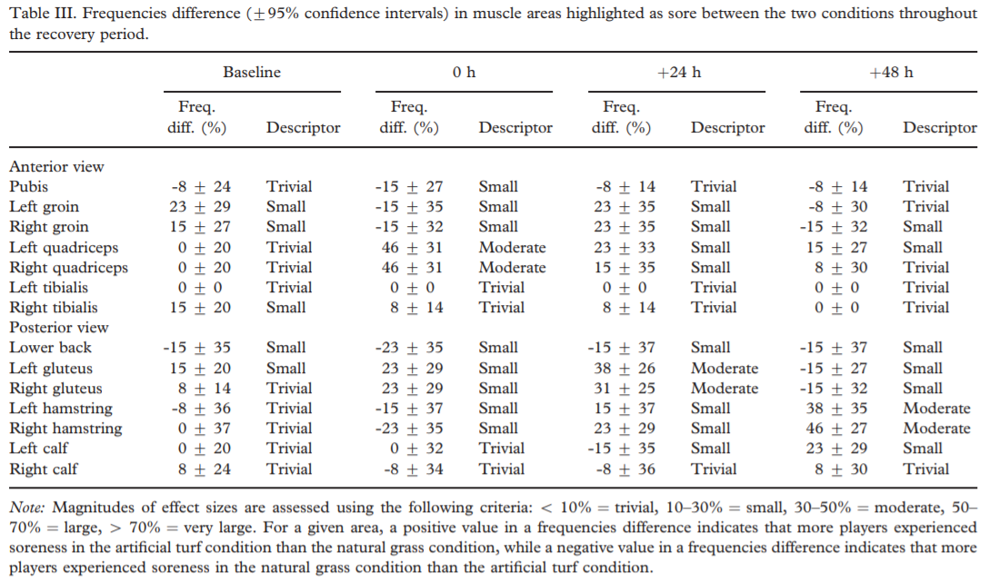 Table III. Frequencies difference (±95% confidence intervals) in muscle areas highlighted as sore between the two conditions throughout
the recovery period.
Baseline 0 h +24 h +48 h
Freq. Freq. Freq. Freq.
diff. (%) Descriptor diff. (%) Descriptor diff. (%) Descriptor diff. (%) Descriptor
Anterior view
Pubis -8 ± 24 Trivial -15 ± 27 Small -8 ± 14 Trivial -8 ± 14 Trivial
Left groin 23 ± 29 Small -15 ± 35 Small 23 ± 35 Small -8 ± 30 Trivial
Right groin 15 ± 27 Small -15 ± 32 Small 23 ± 35 Small -15 ± 32 Small
Left quadriceps 0 ± 20 Trivial 46 ± 31 Moderate 23 ± 33 Small 15 ± 27 Small
Right quadriceps 0 ± 20 Trivial 46 ± 31 Moderate 15 ± 35 Small 8 ± 30 Trivial
Left tibialis 0 ± 0 Trivial 0 ± 0 Trivial 0 ± 0 Trivial 0 ± 0 Trivial
Right tibialis 15 ± 20 Small 8 ± 14 Trivial 8 ± 14 Trivial 0 ± 0 Trivial
Posterior view
Lower back -15 ± 35 Small -23 ± 35 Small -15 ± 37 Small -15 ± 37 Small
Left gluteus 15 ± 20 Small 23 ± 29 Small 38 ± 26 Moderate -15 ± 27 Small
Right gluteus 8 ± 14 Trivial 23 ± 29 Small 31 ± 25 Moderate -15 ± 32 Small
Left hamstring -8 ± 36 Trivial -15 ± 37 Small 15 ± 37 Small 38 ± 35 Moderate
Right hamstring 0 ± 37 Trivial -23 ± 35 Small 23 ± 29 Small 46 ± 27 Moderate
Left calf 0 ± 20 Trivial 0 ± 32 Trivial -15 ± 35 Small 23 ± 29 Small
Right calf 8 ± 24 Trivial -8 ± 34 Trivial -8 ± 36 Trivial 8 ± 30 Trivial
Note: Magnitudes of effect sizes are assessed using the following criteria: < 10% = trivial, 10–30% = small, 30–50% = moderate, 50–
70% = large, > 70% = very large. For a given area, a positive value in a frequencies difference indicates that more players experienced
soreness in the artificial turf condition than the natural grass condition, while a negative value in a frequencies difference indicates that more
players experienced soreness in the natural grass condition than the artificial turf condition.